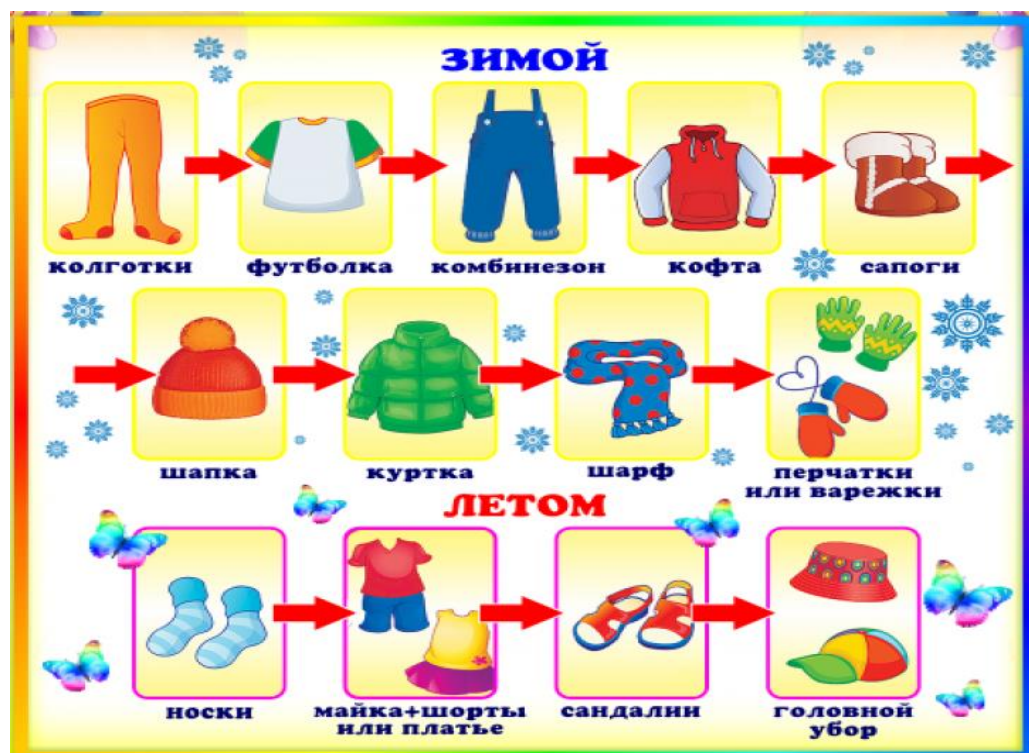 ЗИМОЙ
колготки футболка комбинезон кофта сапоги
шапка куртка шарф перчатки
или варежки
ЛЕТОМ
носки майка+шорты
или платье сандалии головной
убор